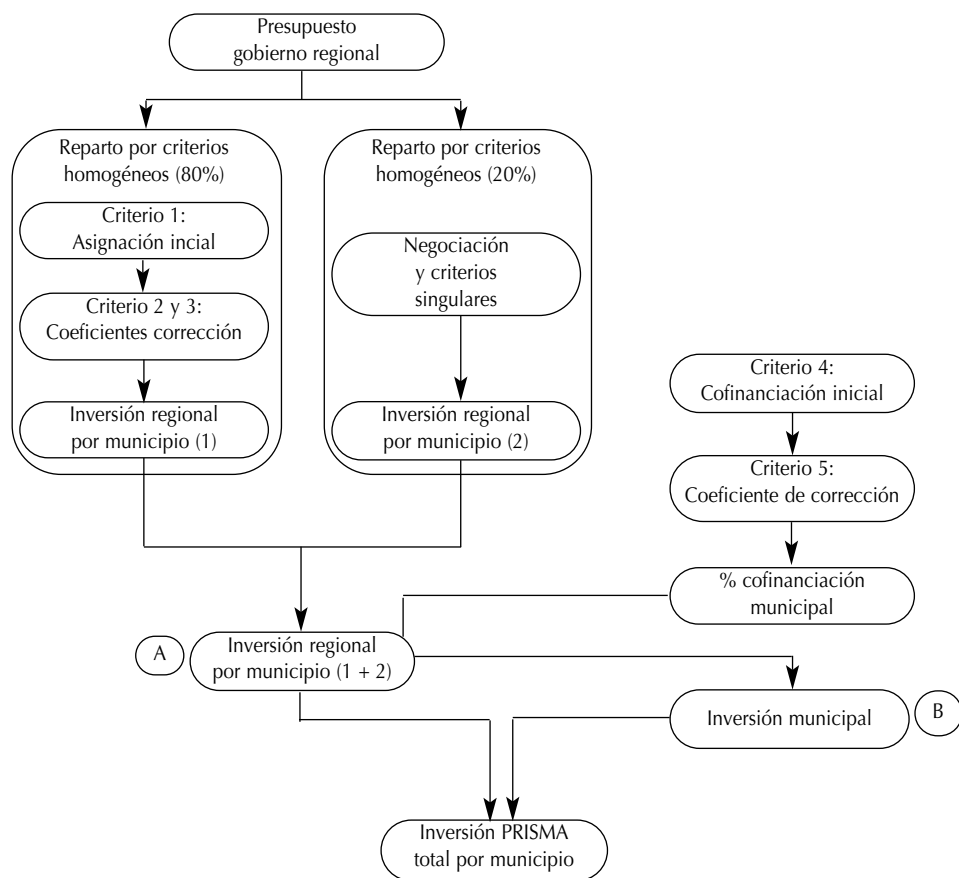 Presupuesto
gobierno regional
Reparto por criterios
homogéneos (80%)
Criterio 1:
Asignación incial
Criterio 2 y 3:
Coeficientes corrección
Inversión regional
por municipio (1)
Reparto por criterios
homogéneos (20%)
Negociación
y criterios
singulares
Inversión regional
por municipio (2)
Criterio 4:
Cofinanciación inicial
Criterio 5:
Coeficiente de corrección
% cofinanciación
municipal
A
Inversión regional
por municipio (1 + 2)
Inversión municipal
B
Inversión PRISMA
total por municipio